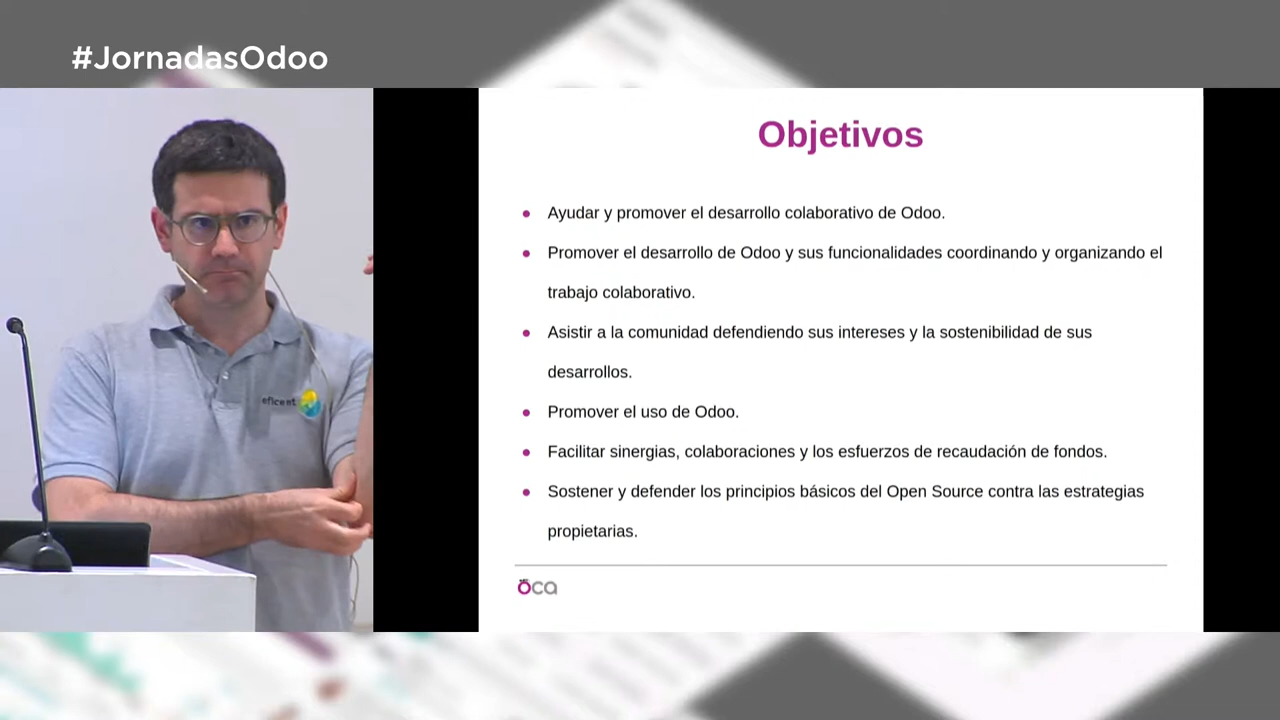 #JornadasOdoo
eficent
Objetivos
Ayudar y promover el desarrollo colaborativo de Odoo.
Promover el desarrollo de Odoo y sus funcionalidades coordinando y organizando el
trabajo colaborativo.
Asistir a la comunidad defendiendo sus intereses y la sostenibilidad de sus
desarrollos.
Promover el uso de Odoo.
Facilitar sinergias, colaboraciones y los esfuerzos de recaudación de fondos.
Sostener y defender los principios básicos del Open Source contra las estrategias
propietarias.
oca